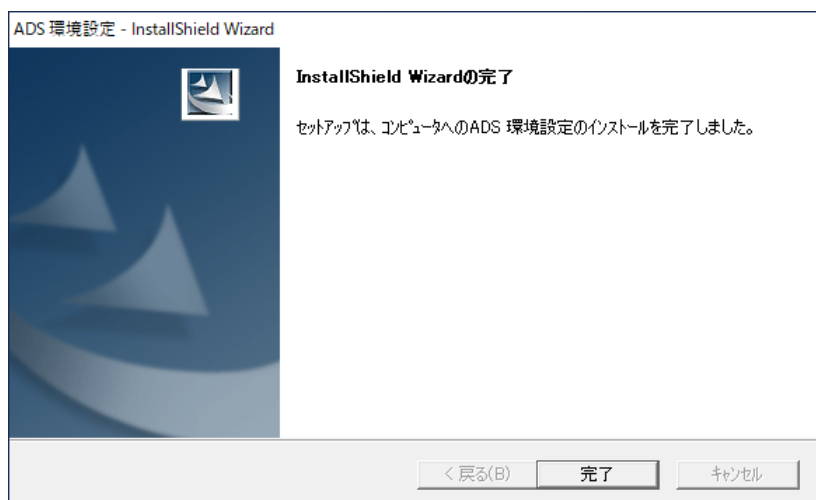 ADS 環境設定 - InstallShield Wizard
InstallShield Wizardの完了
ｾｯﾄｱｯﾌﾟは、ｺﾝﾋﾟｭｰﾀへのADS 環境設定のｲﾝｽﾄｰﾙを完了しました。
< 戻る(B)
完了
ｷｬﾝｾﾙ